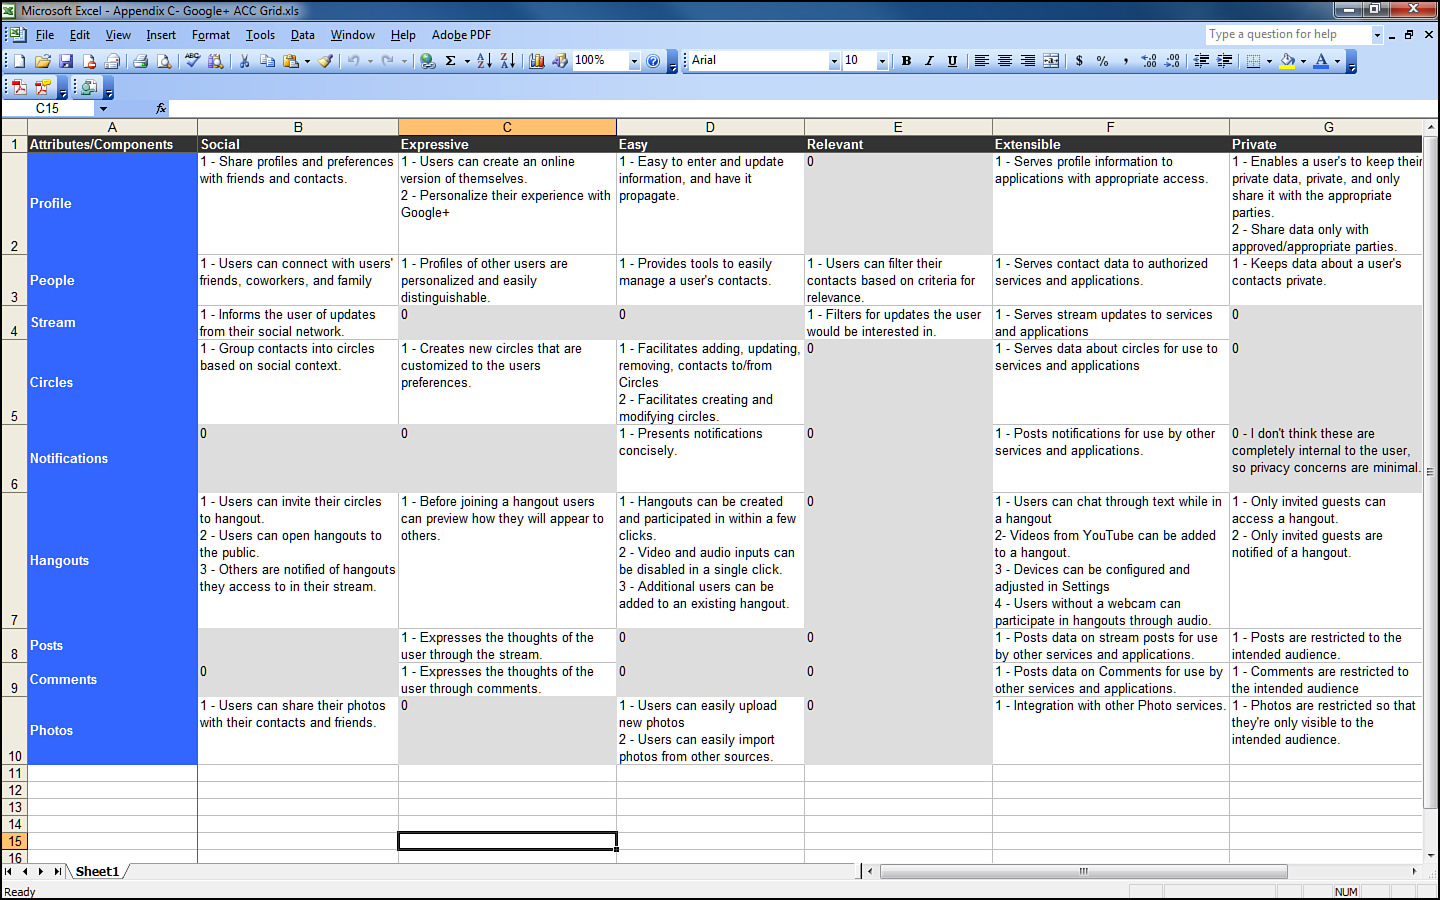 Microsoft Excel - Appendix C- Google+ ACC Grid.xls
File Edit View Insert Format Tools Data Window Help Adobe PDF
Type a question for help
100%
Arial
10
C15
fx
A B C D E F G
1 Attributes/Components Social Expressive Easy Relevant Extensible Private
2
Profile
1 - Share profiles and preferences
with friends and contacts.
1 - Users can create an online
version of themselves.
2 - Personalize their experience with
Google+
1 - Easy to enter and update
information, and have it
propagate.
0
1 - Serves profile information to
applications with appropriate access.
1 - Enables a user's to keep their
private data, private, and only
share it with the appropriate
parties.
2 - Share data only with
approved/appropriate parties.
3
People
1 - Users can connect with users'
friends, coworkers, and family
1 - Profiles of other users are
personalized and easily
distinguishable.
1 - Provides tools to easily
manage a user's contacts.
1 - Users can filter their
contacts based on criteria for
relevance.
1 - Serves contact data to authorized
services and applications.
1 - Keeps data about a user's
contacts private.
4
Stream
1 - Informs the user of updates
from their social network.
0
0
1 - Filters for updates the user
would be interested in.
1 - Serves stream updates to services
and applications
0
5
Circles
1 - Group contacts into circles
based on social context.
1 - Creates new circles that are
customized to the users
preferences.
1 - Facilitates adding, updating,
removing, contacts to/from
Circles
2 - Facilitates creating and
modifying circles.
0
1 - Serves data about circles for use to
services and applications
0
6
Notifications
0
0
1 - Presents notifications
concisely.
0
1 - Posts notifications for use by other
services and applications.
0 - I don't think these are
completely internal to the user,
so privacy concerns are minimal.
7
Hangouts
1 - Users can invite their circles
to hangout.
2 - Users can open hangouts to
the public.
3 - Others are notified of hangouts
they access to in their stream.
1 - Before joining a hangout users
can preview how they will appear to
others.
1 - Hangouts can be created
and participated in within a few
clicks.
2 - Video and audio inputs can
be disabled in a single click.
3 - Additional users can be
added to an existing hangout.
0
1 - Users can chat through text while in
a hangout
2- Videos from YouTube can be added
to a hangout.
3 - Devices can be configured and
adjusted in Settings
4 - Users without a webcam can
participate in hangouts through audio.
1 - Only invited guests can
access a hangout.
2 - Only invited guests are
notified of a hangout.
8
Posts
1 - Expresses the thoughts of the
user through the stream.
0
0
1 - Posts data on stream posts for use
by other services and applications.
1 - Posts are restricted to the
intended audience.
9
Comments
0
1 - Expresses the thoughts of the
user through comments.
0
0
1 - Posts data on Comments for use by
other services and applications.
1 - Comments are restricted to
the intended audience
10
Photos
1 - Users can share their photos
with their contacts and friends.
0
1 - Users can easily upload
new photos
2 - Users can easily import
photos from other sources.
0
1 - Integration with other Photo services.
1 - Photos are restricted so that
they're only visible to the
intended audience.
11
12
13
14
15
16
Sheet1
Ready
NUM